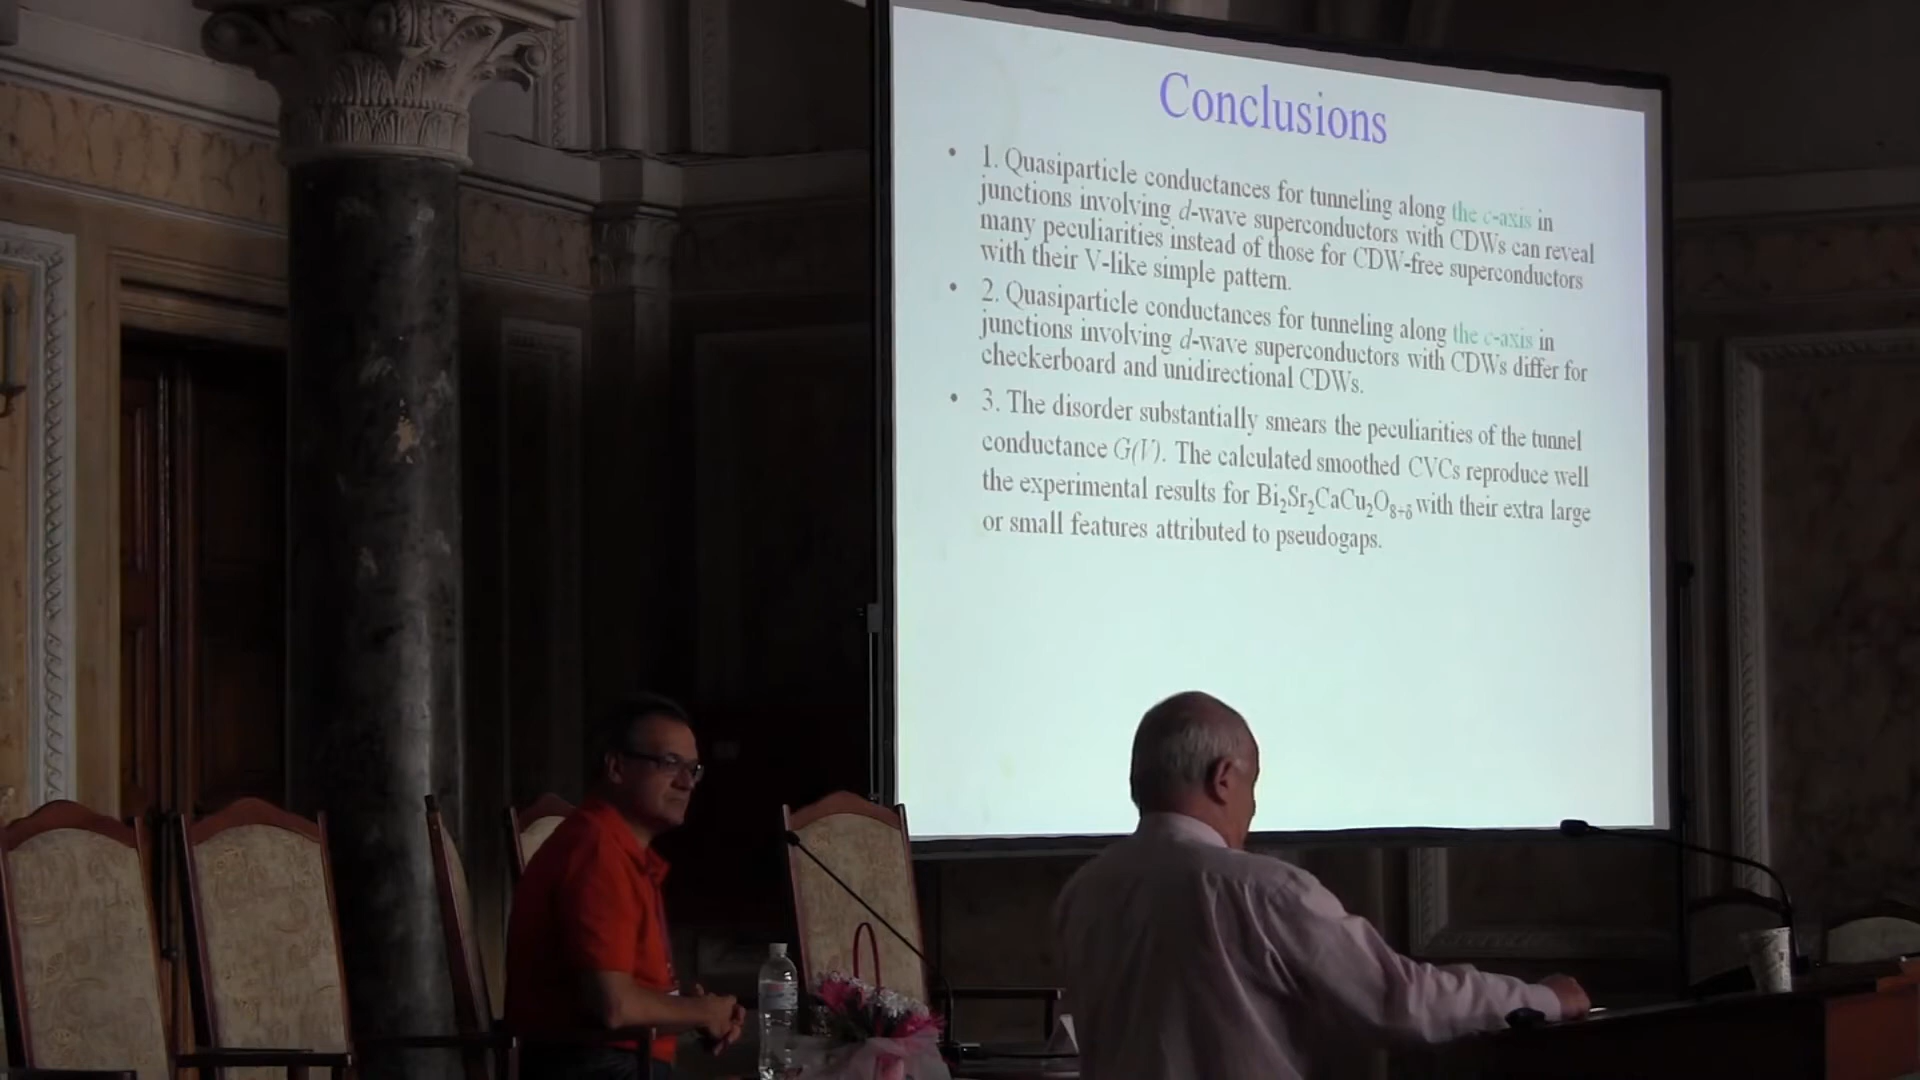 Conclusions
• 1. Quasiparticle conductances for tunneling along the c-axis in
junctions involving d-wave superconductors with CDWs can reveal
many peculiarities instead of those for CDW-free superconductors
with their V-like simple pattern.
• 2. Quasiparticle conductances for tunneling along the c-axis in
junctions involving d-wave superconductors with CDWs differ for
checkerboard and unidirectional CDWs.
• 3. The disorder substantially smears the peculiarities of the tunnel
conductance G(V). The calculated smoothed CVCs reproduce well
the experimental results for Bi₂Sr₂CaCu₂O₈₊δ with their extra large
or small features attributed to pseudogaps.